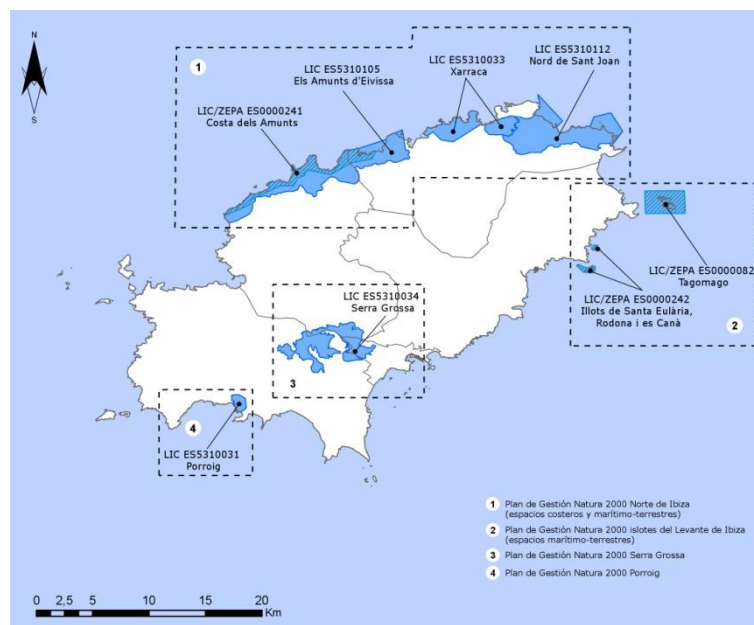 N
S
1
LIC ES5310105
Els Amunts d'Eivissa
LIC ES5310033
Xarraca
LIC ES5310112
Nord de Sant Joan
LIC/ZEPA ES0000241
Costa dels Amunts
LIC/ZEPA ES0000082
Tagomago
LIC/ZEPA ES0000242
Illots de Santa Eulària,
Rodona i es Canà
2
LIC ES5310034
Serra Grossa
3
4
LIC ES5310031
Porroig
1 Plan de Gestión Natura 2000 Norte de Ibiza
(espacios costeros y marítimo-terrestres)
2 Plan de Gestión Natura 2000 islotes del Levante de Ibiza
(espacios marítimo-terrestres)
3 Plan de Gestión Natura 2000 Serra Grossa
4 Plan de Gestión Natura 2000 Porroig
0 2,5 5 10 15 20
Km